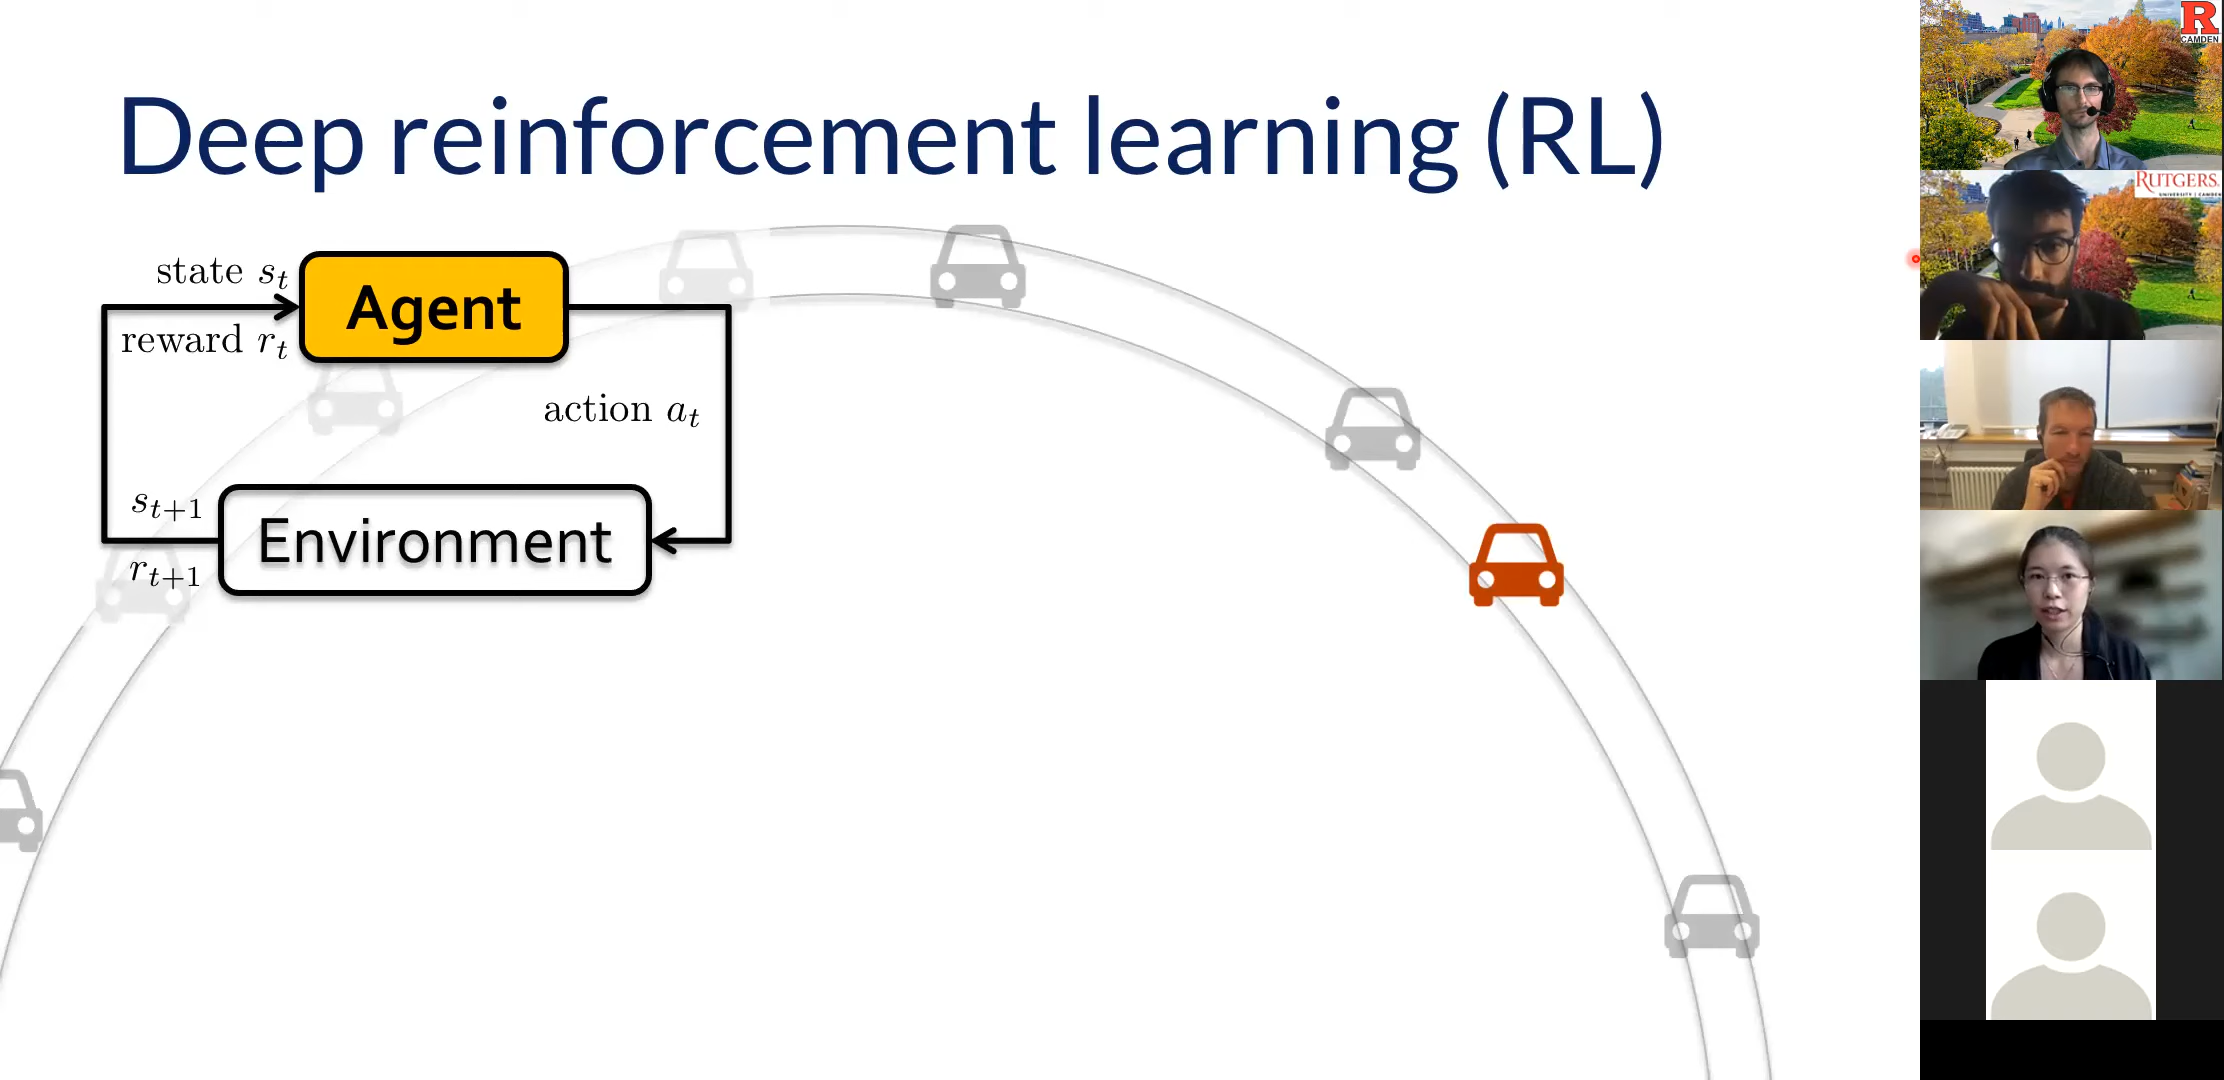 Deep reinforcement learning (RL)
state s_t
Agent
reward r_t
action a_t
s_{t+1}
Environment
r_{t+1}
R
CAMDEN
RUTGERS
UNIVERSITY | CAMDEN